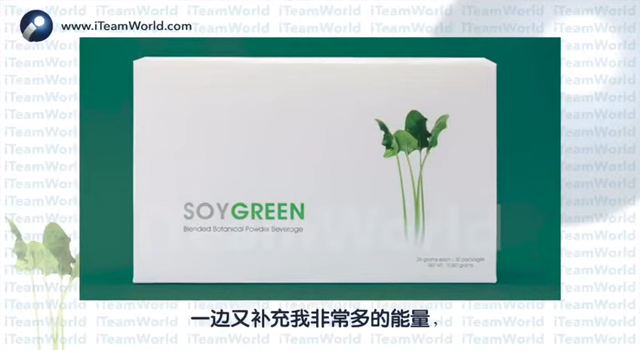 www.iTeamWorld.com
SOYGREEN
Blended Botanical Powder Beverage
一边又补充我非常多的能量，